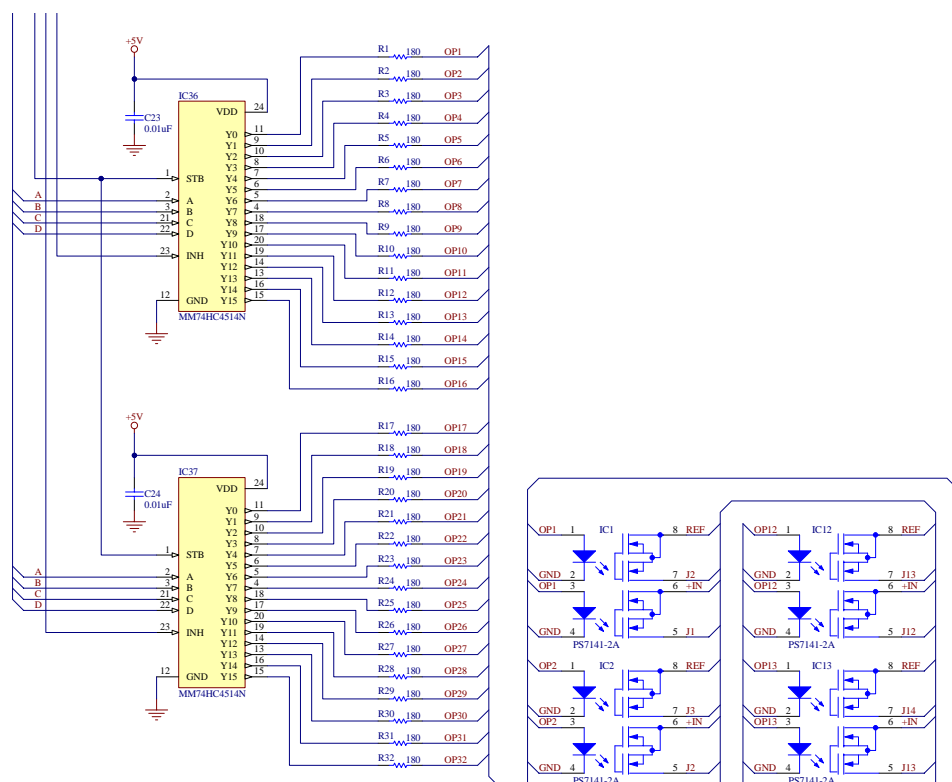 +5V
R1 180 OP1
R2 180 OP2
IC36
R3 180 OP3
C23
0.01uF
VDD 24
R4 180 OP4
Y0 11
R5 180 OP5
Y1 9
Y2 10
R6 180 OP6
Y3 8
1 STB Y4 7
R7 180 OP7
Y5 6
A 2 A Y6 5
B 3 B Y7 4
R8 180 OP8
C 21 C Y8 18
R9 180 OP9
D 22 D Y9 17
Y10 20
R10 180 OP10
23 INH Y11 19
Y12 14
R11 180 OP11
Y13 13
Y14 16
R12 180 OP12
12 GND Y15 15
MM74HC4514N
R13 180 OP13
R14 180 OP14
R15 180 OP15
R16 180 OP16
+5V
R17 180 OP17
R18 180 OP18
IC37
R19 180 OP19
C24
0.01uF
VDD 24
R20 180 OP20
Y0 11
R21 180 OP21
Y1 9
Y2 10
R22 180 OP22
Y3 8
1 STB Y4 7
R23 180 OP23
Y5 6
A 2 A Y6 5
B 3 B Y7 4
R24 180 OP24
C 21 C Y8 18
R25 180 OP25
D 22 D Y9 17
Y10 20
R26 180 OP26
23 INH Y11 19
Y12 14
R27 180 OP27
Y13 13
Y14 16
R28 180 OP28
12 GND Y15 15
MM74HC4514N
R29 180 OP29
R30 180 OP30
R31 180 OP31
R32 180 OP32
OP1 1 IC1 8 REF
GND 2 7 J2
OP1 3 6 +IN
GND 4 5 J1
PS7141-2A
OP2 1 IC2 8 REF
GND 2 7 J3
OP2 3 6 +IN
GND 4 5 J2
PS7141-2A
OP12 1 IC12 8 REF
GND 2 7 J13
OP12 3 6 +IN
GND 4 5 J12
PS7141-2A
OP13 1 IC13 8 REF
GND 2 7 J14
OP13 3 6 +IN
GND 4 5 J13
PS7141-2A